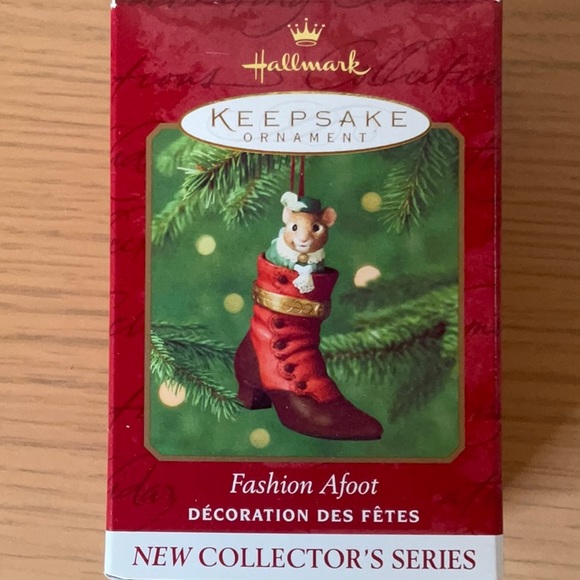 Hallmark
KEEPSAKE
ORNAMENT
Fashion Afoot
DÉCORATION DES FÊTES
NEW COLLECTOR'S SERIES